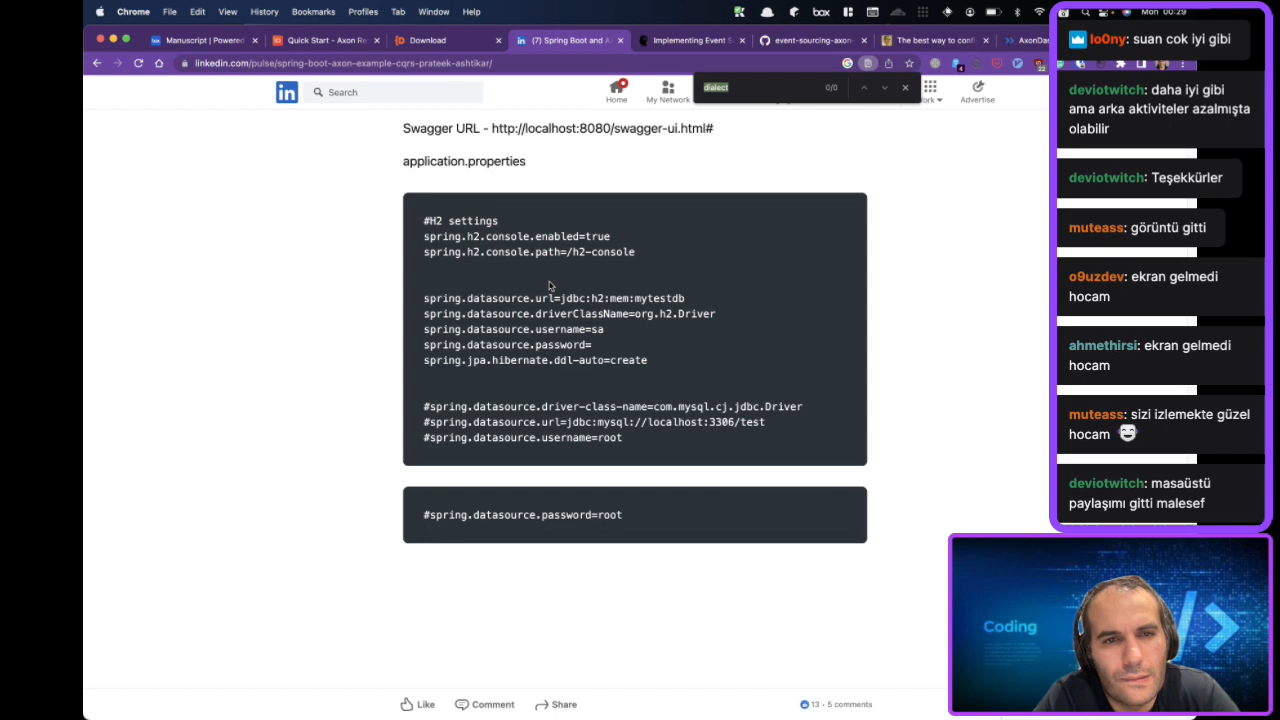 Chrome File Edit View History Bookmarks Profiles Tab Window Help
box
Mon 00:29
Manuscript | Powered
Quick Start - Axon Re
Download
(7) Spring Boot and A
Implementing Event S
event-sourcing-axon-
The best way to confi
AxonDas
linkedin.com/pulse/spring-boot-axon-example-cqrs-prateek-ashtikar/
Search
Home
My Network
Advertise
dialect
0/0
Swagger URL - http://localhost:8080/swagger-ui.html#
application.properties
#H2 settings
spring.h2.console.enabled=true
spring.h2.console.path=/h2-console
spring.datasource.url=jdbc:h2:mem:mytestdb
spring.datasource.driverClassName=org.h2.Driver
spring.datasource.username=sa
spring.datasource.password=
spring.jpa.hibernate.ddl-auto=create
#spring.datasource.driver-class-name=com.mysql.cj.jdbc.Driver
#spring.datasource.url=jdbc:mysql://localhost:3306/test
#spring.datasource.username=root
#spring.datasource.password=root
Like
Comment
Share
13 · 5 comments
lo0ny: suan cok iyi gibi
deviotwitch: daha iyi gibi
ama arka aktiviteler azalmışta
olabilir
deviotwitch: Teşekkürler
muteass: görüntü gitti
o9uzdev: ekran gelmedi
hocam
ahmethirsi: ekran gelmedi
hocam
muteass: sizi izlemekte güzel
hocam
deviotwitch: masaüstü
paylaşımı gitti malesef
Coding